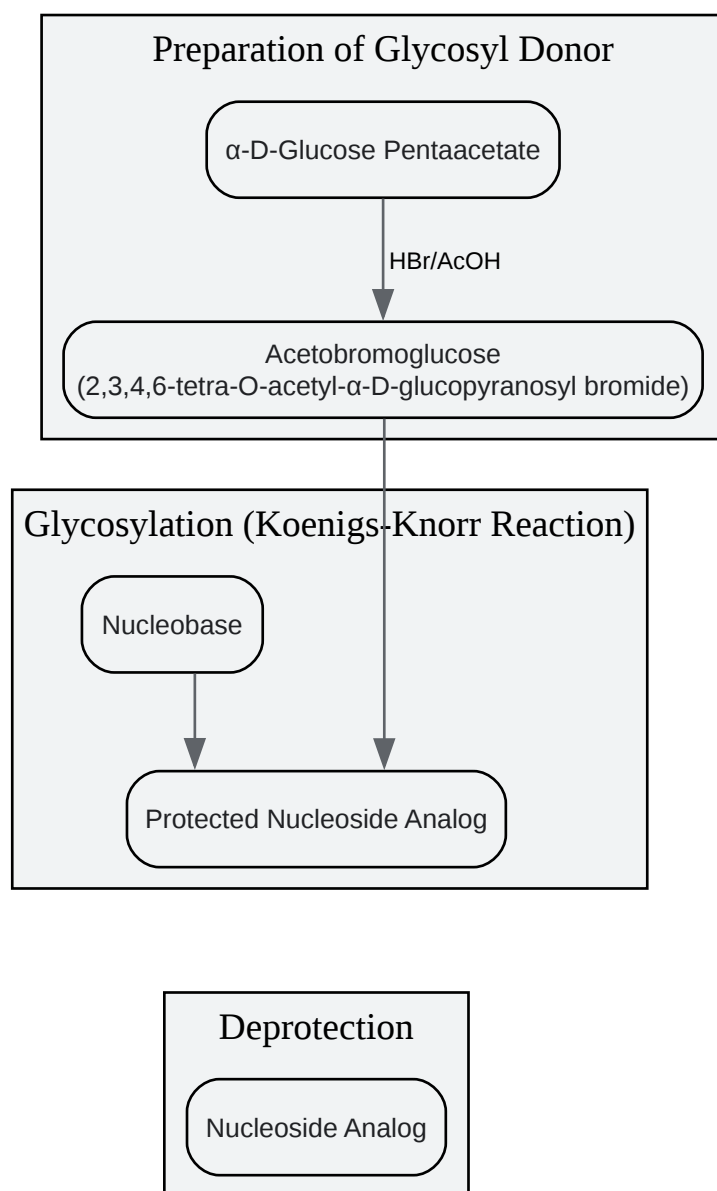 Preparation of Glycosyl Donor
α-D-Glucose Pentaacetate
HBr/AcOH
Acetobromoglucose
(2,3,4,6-tetra-O-acetyl-α-D-glucopyranosyl bromide)
Glycosylation (Koenigs-Knorr Reaction)
Nucleobase
Protected Nucleoside Analog
Deprotection
Nucleoside Analog